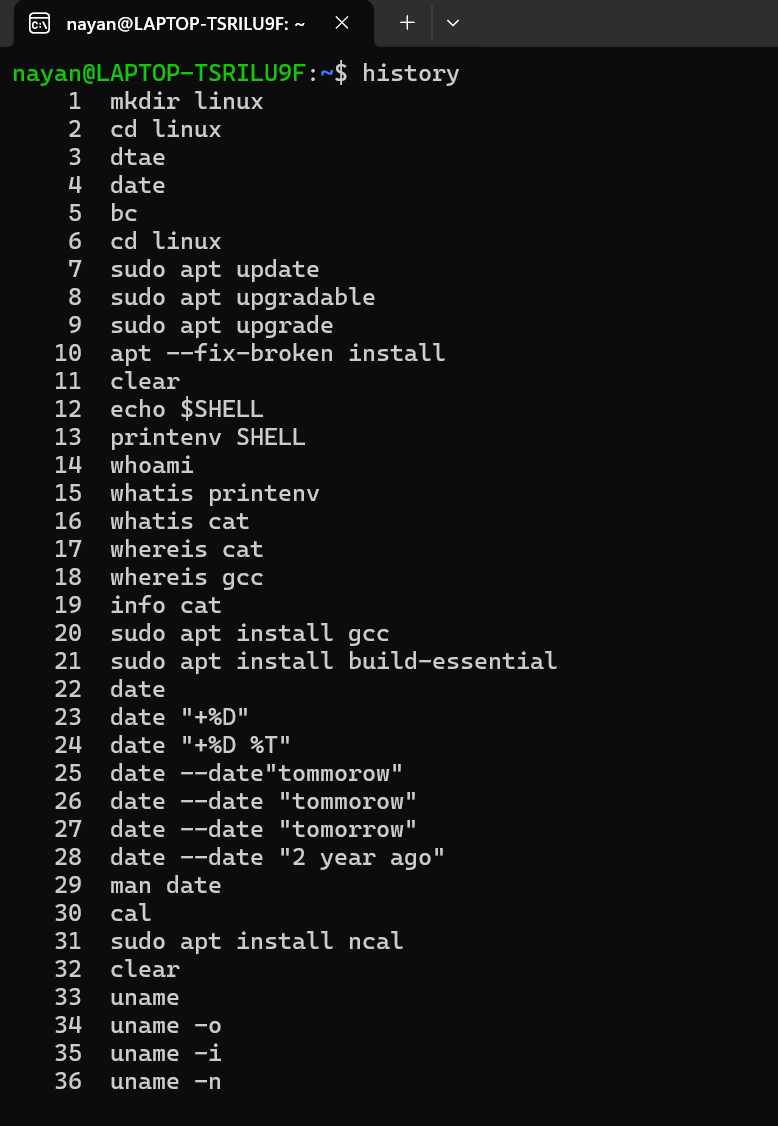 nayan@LAPTOP-TSRILU9F: ~
nayan@LAPTOP-TSRILU9F:~$ history
1 mkdir linux
2 cd linux
3 dtae
4 date
5 bc
6 cd linux
7 sudo apt update
8 sudo apt upgradable
9 sudo apt upgrade
10 apt --fix-broken install
11 clear
12 echo $SHELL
13 printenv SHELL
14 whoami
15 whatis printenv
16 whatis cat
17 whereis cat
18 whereis gcc
19 info cat
20 sudo apt install gcc
21 sudo apt install build-essential
22 date
23 date "+%D"
24 date "+%D %T"
25 date --date"tommorow"
26 date --date "tommorow"
27 date --date "tomorrow"
28 date --date "2 year ago"
29 man date
30 cal
31 sudo apt install ncal
32 clear
33 uname
34 uname -o
35 uname -i
36 uname -n